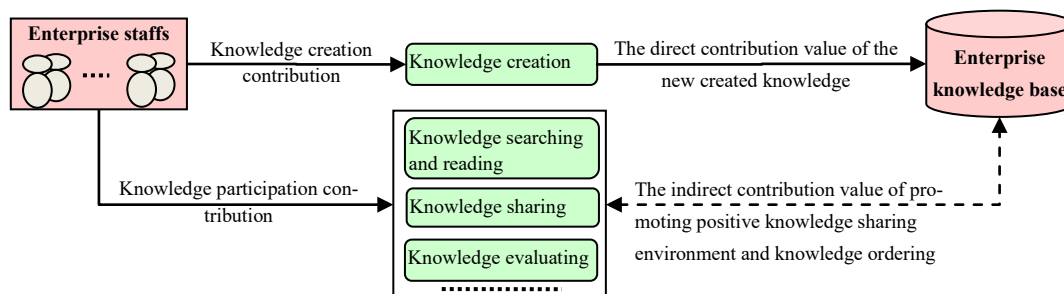 Enterprise staffs
Knowledge creation
contribution
Knowledge creation
The direct contribution value of the
new created knowledge
Enterprise
knowledge base
Knowledge participation con-
tribution
Knowledge searching
and reading
Knowledge sharing
Knowledge evaluating
The indirect contribution value of pro-
moting positive knowledge sharing
environment and knowledge ordering